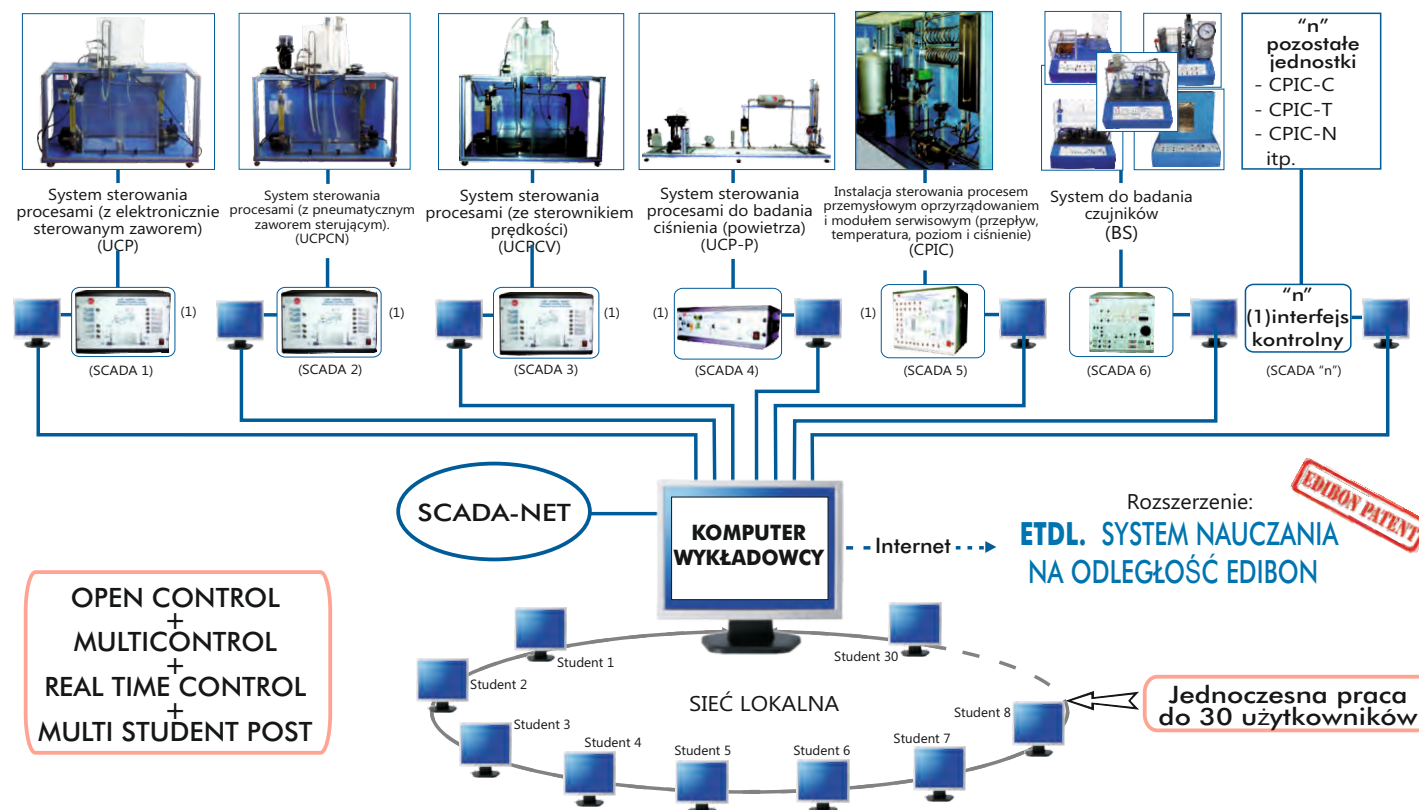 "n"
pozostałe
jednostki
- CPIC-C
- CPIC-T
- CPIC-N
itp.
System sterowania
procesami (z elektronicznie
sterowanym zaworem)
(UCP)
System sterowania
procesami (z pneumatycznym
zaworem sterującym).
(UCPCN)
System sterowania
procesami (ze sterownikiem
prędkości)
(UCPCV)
System sterowania
procesami do badania
ciśnienia (powietrza)
(UCP-P)
Instalacja sterowania procesem
przemysłowym oprzyrządowaniem
i modułem serwisowym (przepływ,
temperatura, poziom i ciśnienie)
(CPIC)
System do badania
czujników
(BS)
(1)
(1)
(1)
(1)
(1)
(1)
"n"
(1)interfejs
kontrolny
(SCADA 1)
(SCADA 2)
(SCADA 3)
(SCADA 4)
(SCADA 5)
(SCADA 6)
(SCADA "n")
SCADA-NET
KOMPUTER
WYKŁADOWCY
Internet
Rozszerzenie:
EDIBON PATENT
ETDL. SYSTEM NAUCZANIA
NA ODLEGŁOŚĆ EDIBON
OPEN CONTROL
+
MULTICONTROL
+
REAL TIME CONTROL
+
MULTI STUDENT POST
Student 1
Student 2
Student 3
Student 4
Student 5
Student 6
Student 7
Student 8
Student 30
SIEĆ LOKALNA
Jednoczesna praca
do 30 użytkowników